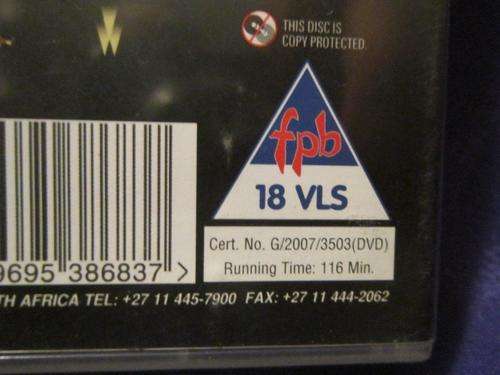 THIS DISC IS
COPY PROTECTED.
fpb
18 VLS
Cert. No. G/2007/3503(DVD)
Running Time: 116 Min.
9695 386837 >
TH AFRICA TEL: +27 11 445-7900 FAX: +27 11 444-2062